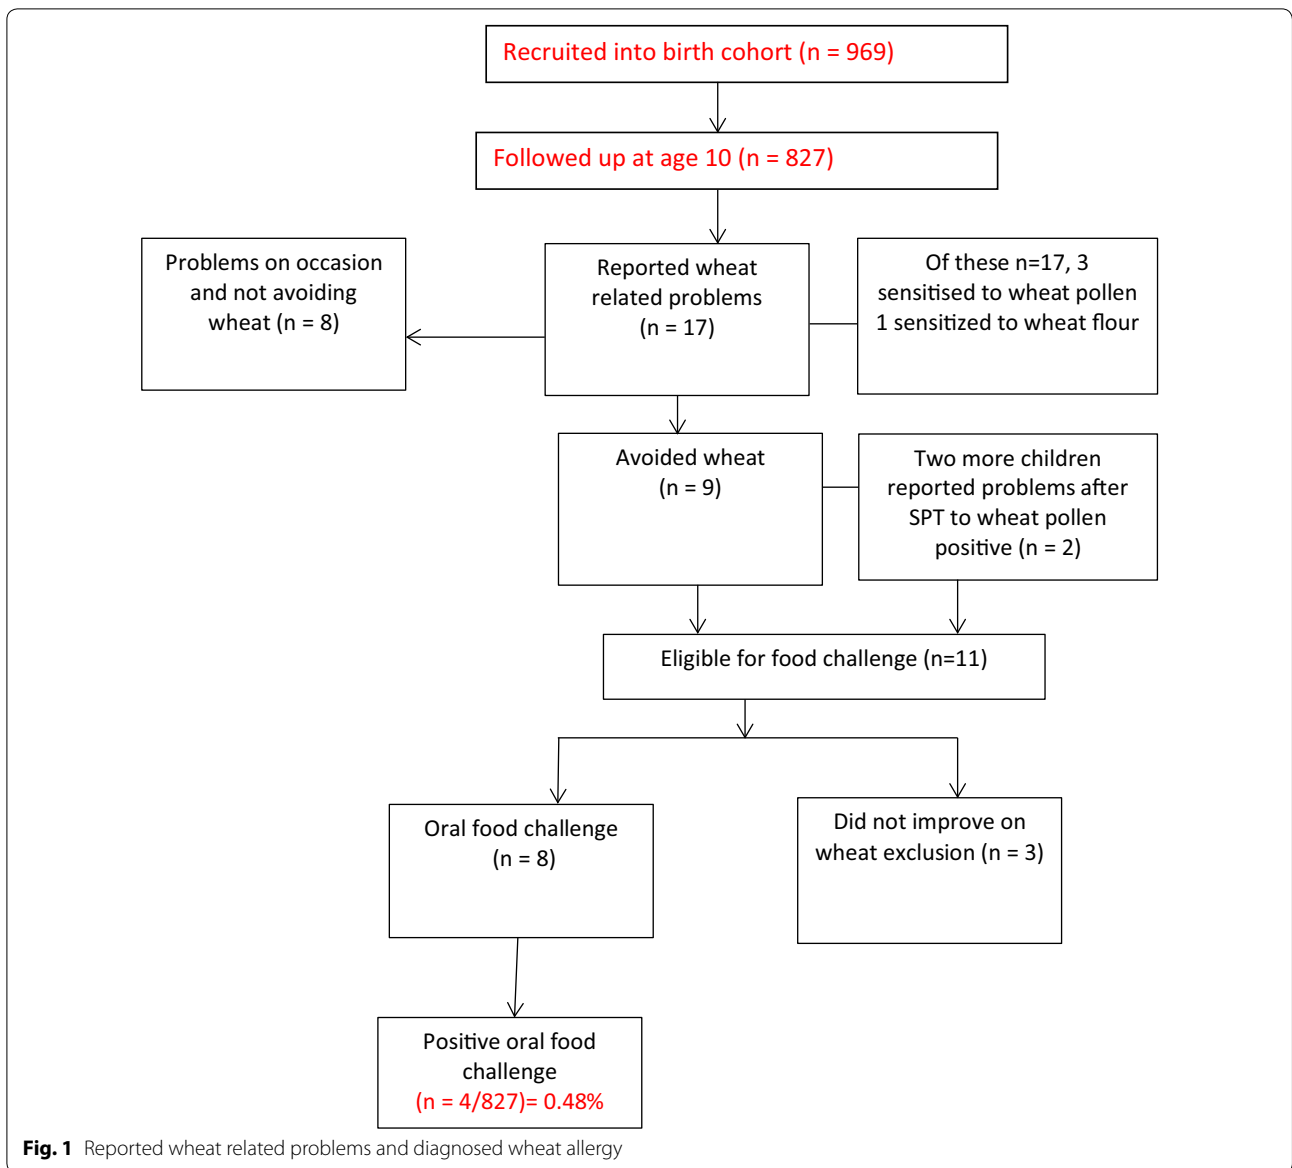 Recruited into birth cohort (n = 969)
Followed up at age 10 (n = 827)
Problems on occasion
and not avoiding
wheat (n = 8)
Reported wheat
related problems
(n = 17)
Of these n=17, 3
sensitised to wheat pollen
1 sensitized to wheat flour
Avoided wheat
(n = 9)
Two more children
reported problems after
SPT to wheat pollen
positive (n = 2)
Eligible for food challenge (n=11)
Oral food challenge
(n = 8)
Did not improve on
wheat exclusion (n = 3)
Positive oral food
challenge
(n = 4/827)= 0.48%
Fig. 1 Reported wheat related problems and diagnosed wheat allergy